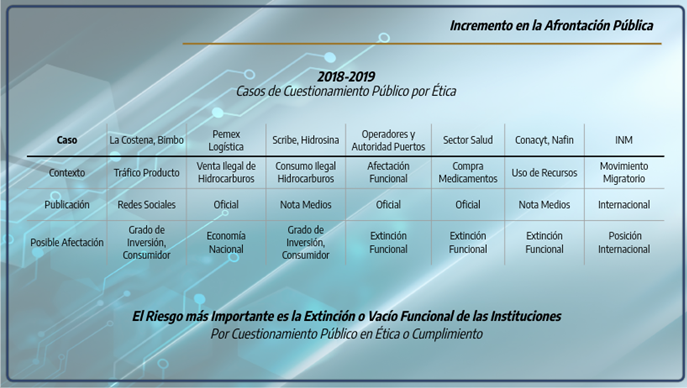 Incremento en la Afrontación Pública
2018-2019
Casos de Cuestionamiento Público por Ética
Caso
La Costena, Bimbo
Pemex
Logística
Scribe, Hidrosina
Operadores y
Autoridad Puertos
Sector Salud
Conacyt, Nafin
INM
Contexto
Tráfico Producto
Venta Ilegal de
Hidrocarburos
Consumo Ilegal
Hidrocarburos
Afectación
Funcional
Compra
Medicamentos
Uso de Recursos
Movimiento
Migratorio
Publicación
Redes Sociales
Oficial
Nota Medios
Oficial
Oficial
Nota Medios
Internacional
Posible Afectación
Grado de
Inversión,
Consumidor
Economía
Nacional
Grado de
Inversión,
Consumidor
Extinción
Funcional
Extinción
Funcional
Extinción
Funcional
Posición
Internacional
El Riesgo más Importante es la Extinción o Vacío Funcional de las Instituciones
Por Cuestionamiento Público en Ética o Cumplimiento